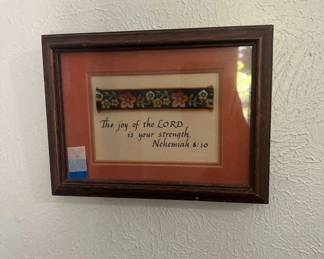 The joy of the LORD
is your strength.
Nehemiah 8:10